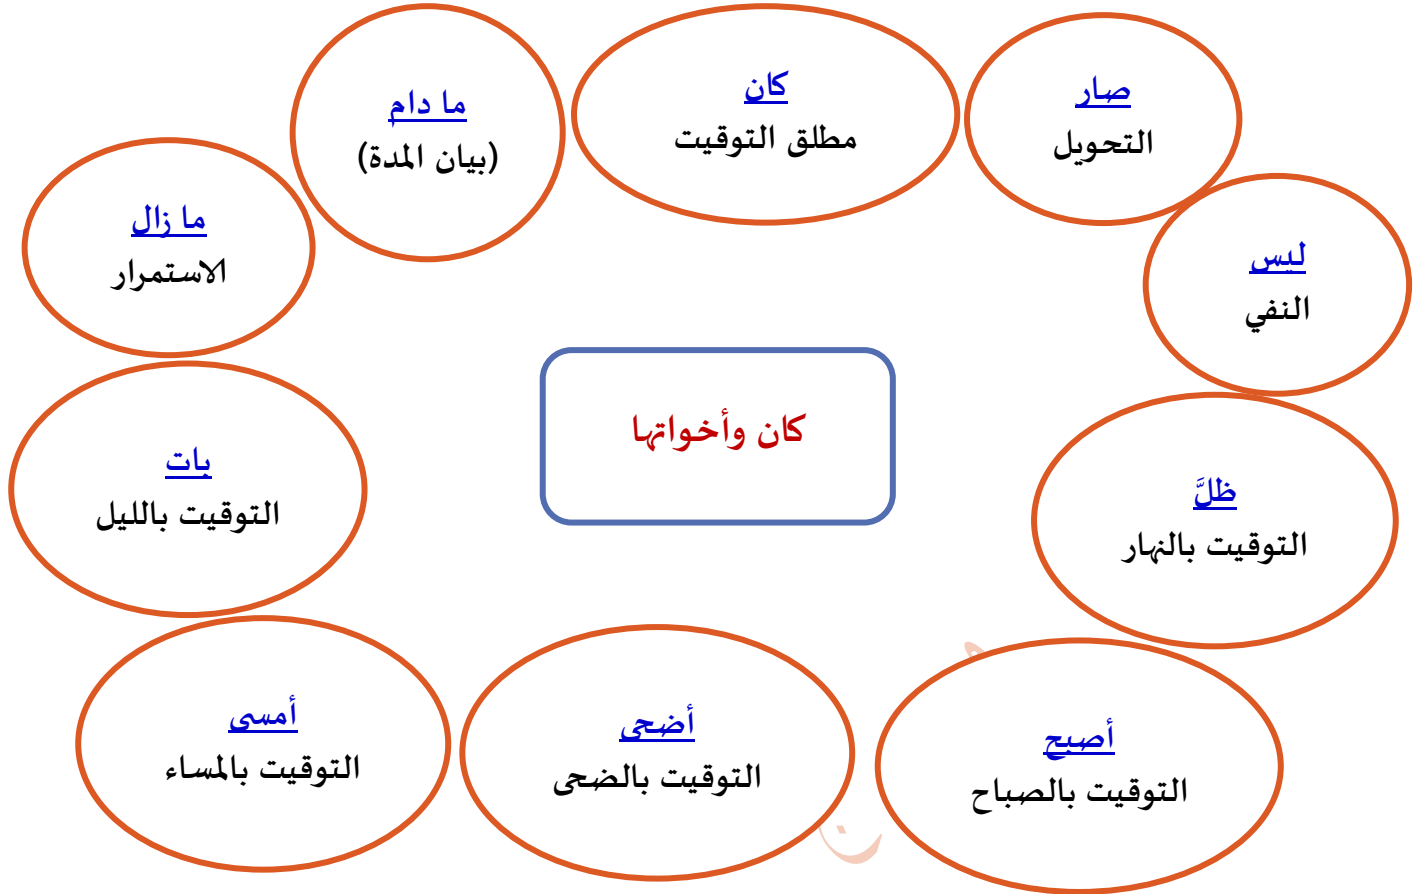 صار
التحويل
كان
مطلق التوقيت
ما دام
(بيان المدة)
ما زال
الاستمرار
ليس
النفي
كان وأخواتها
ظلَّ
التوقيت بالنهار
بات
التوقيت بالليل
أصبح
التوقيت بالصباح
أضحى
التوقيت بالضحى
أمسى
التوقيت بالمساء